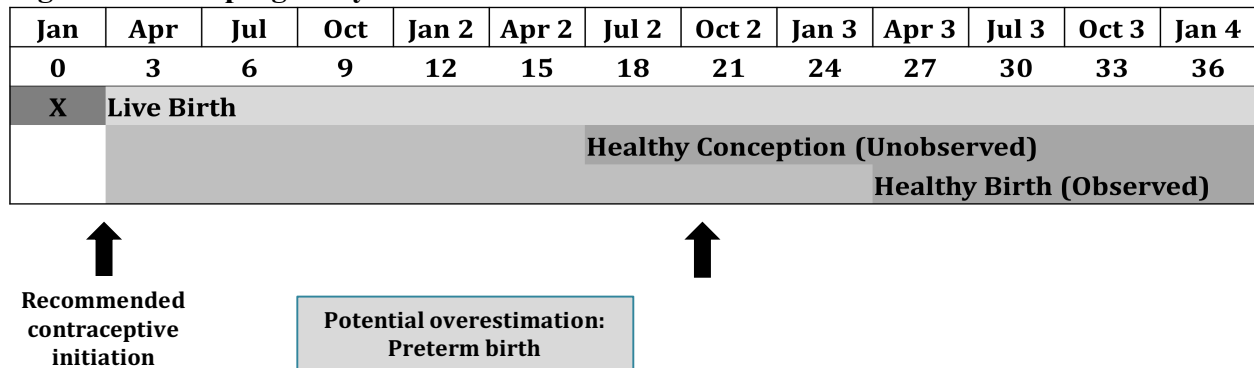 Jan Apr Jul Oct Jan 2 Apr 2 Jul 2 Oct 2 Jan 3 Apr 3 Jul 3 Oct 3 Jan 4
0 3 6 9 12 15 18 21 24 27 30 33 36
X Live Birth
Healthy Conception (Unobserved)
Healthy Birth (Observed)
Recommended
contraceptive
initiation
Potential overestimation:
Preterm birth